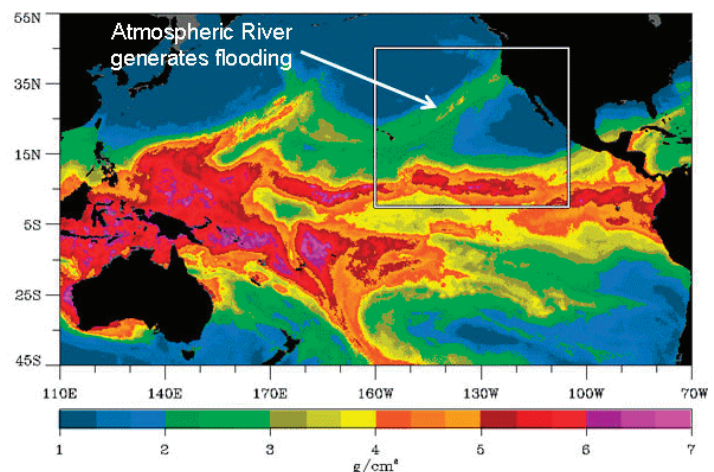 Atmospheric River
generates flooding
55N
35N
15N
5S
25S
45S
110E 140E 170E 160W 130W 100W 70W
1 2 3 4 5 6 7
g/cm²